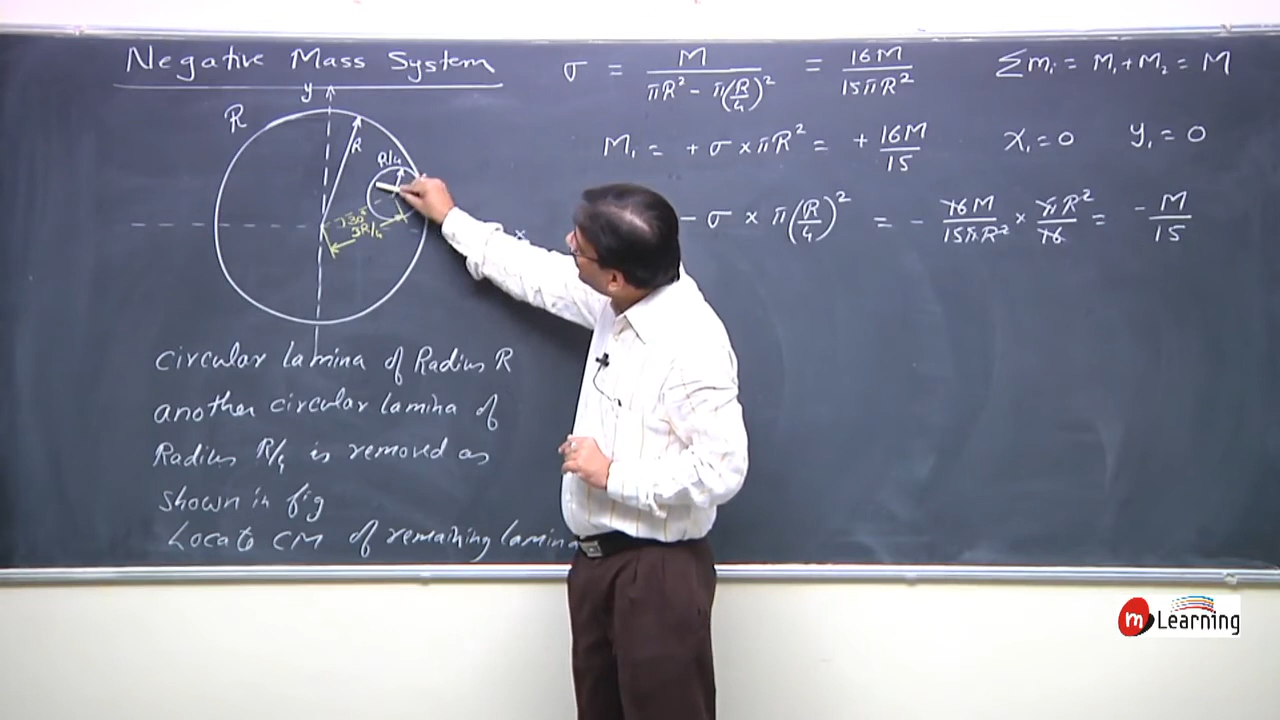 Negative Mass System
σ = M / (πR² - π(R/4)²) = 16M / 15πR²
Σmi = M₁ + M₂ = M
y
R
R
R/4
30°
3R/4
x
M₁ = + σ × πR² = + 16M/15
X₁ = 0 Y₁ = 0
- σ × π(R/4)² = - 16M/15πR² × πR²/16 = - M/15
circular lamina of Radius R
another circular lamina of
Radius R/4 is removed as
shown in fig
Locate CM of remaining lamina
m Learning